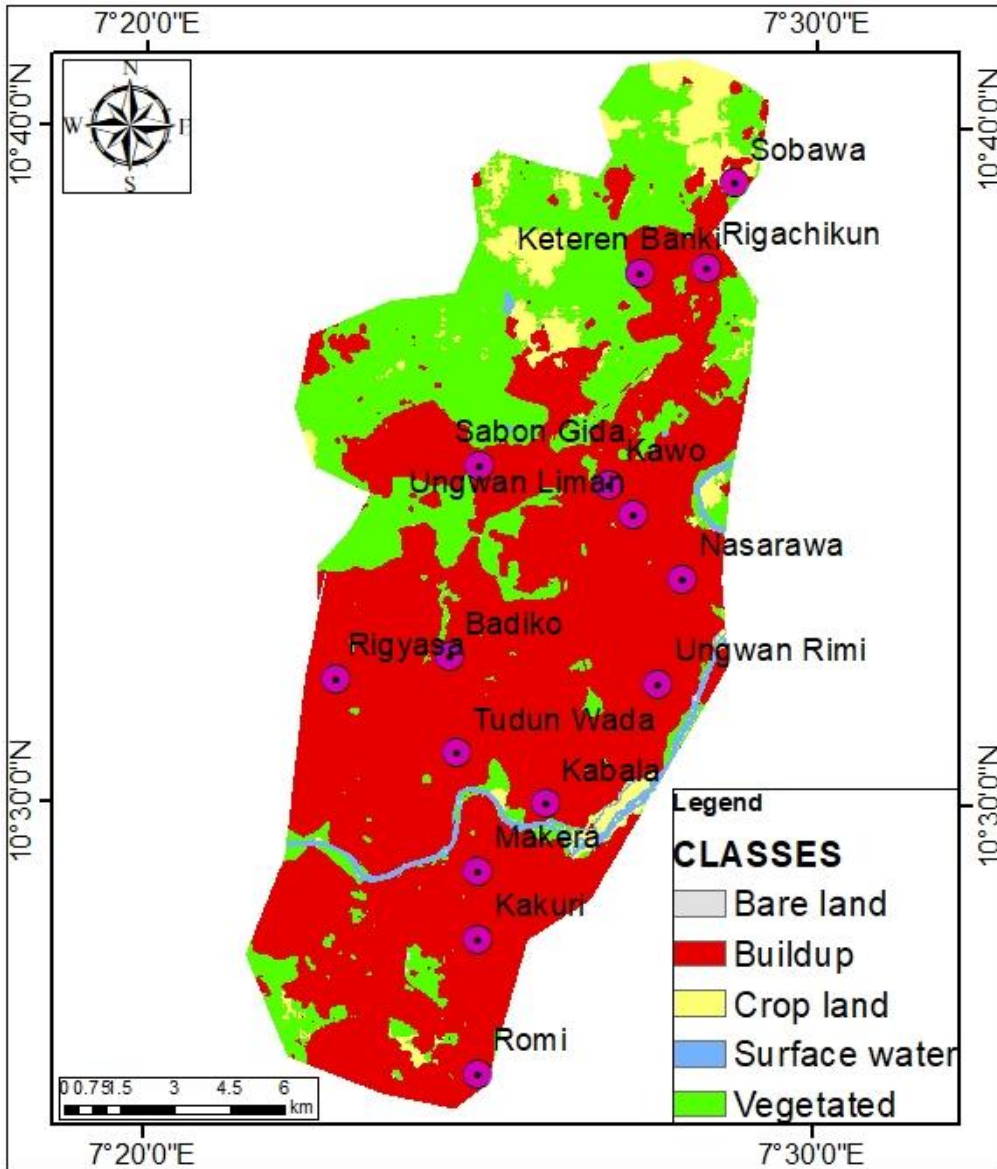 7°20'0"E
7°30'0"E
N
W E
S
10°40'0"N
10°40'0"N
Sobawa
Keteren Banki
Rigachikun
Sabon Gida
Kawo
Ungwan Liman
Nasarawa
Badiko
Rigyasa
Ungwan Rimi
Tudun Wada
Kabala
10°30'0"N
10°30'0"N
Makera
Kakuri
Romi
Legend
CLASSES
Bare land
Buildup
Crop land
Surface water
Vegetated
0 0.75 1.5 3 4.5 6
km
7°20'0"E
7°30'0"E